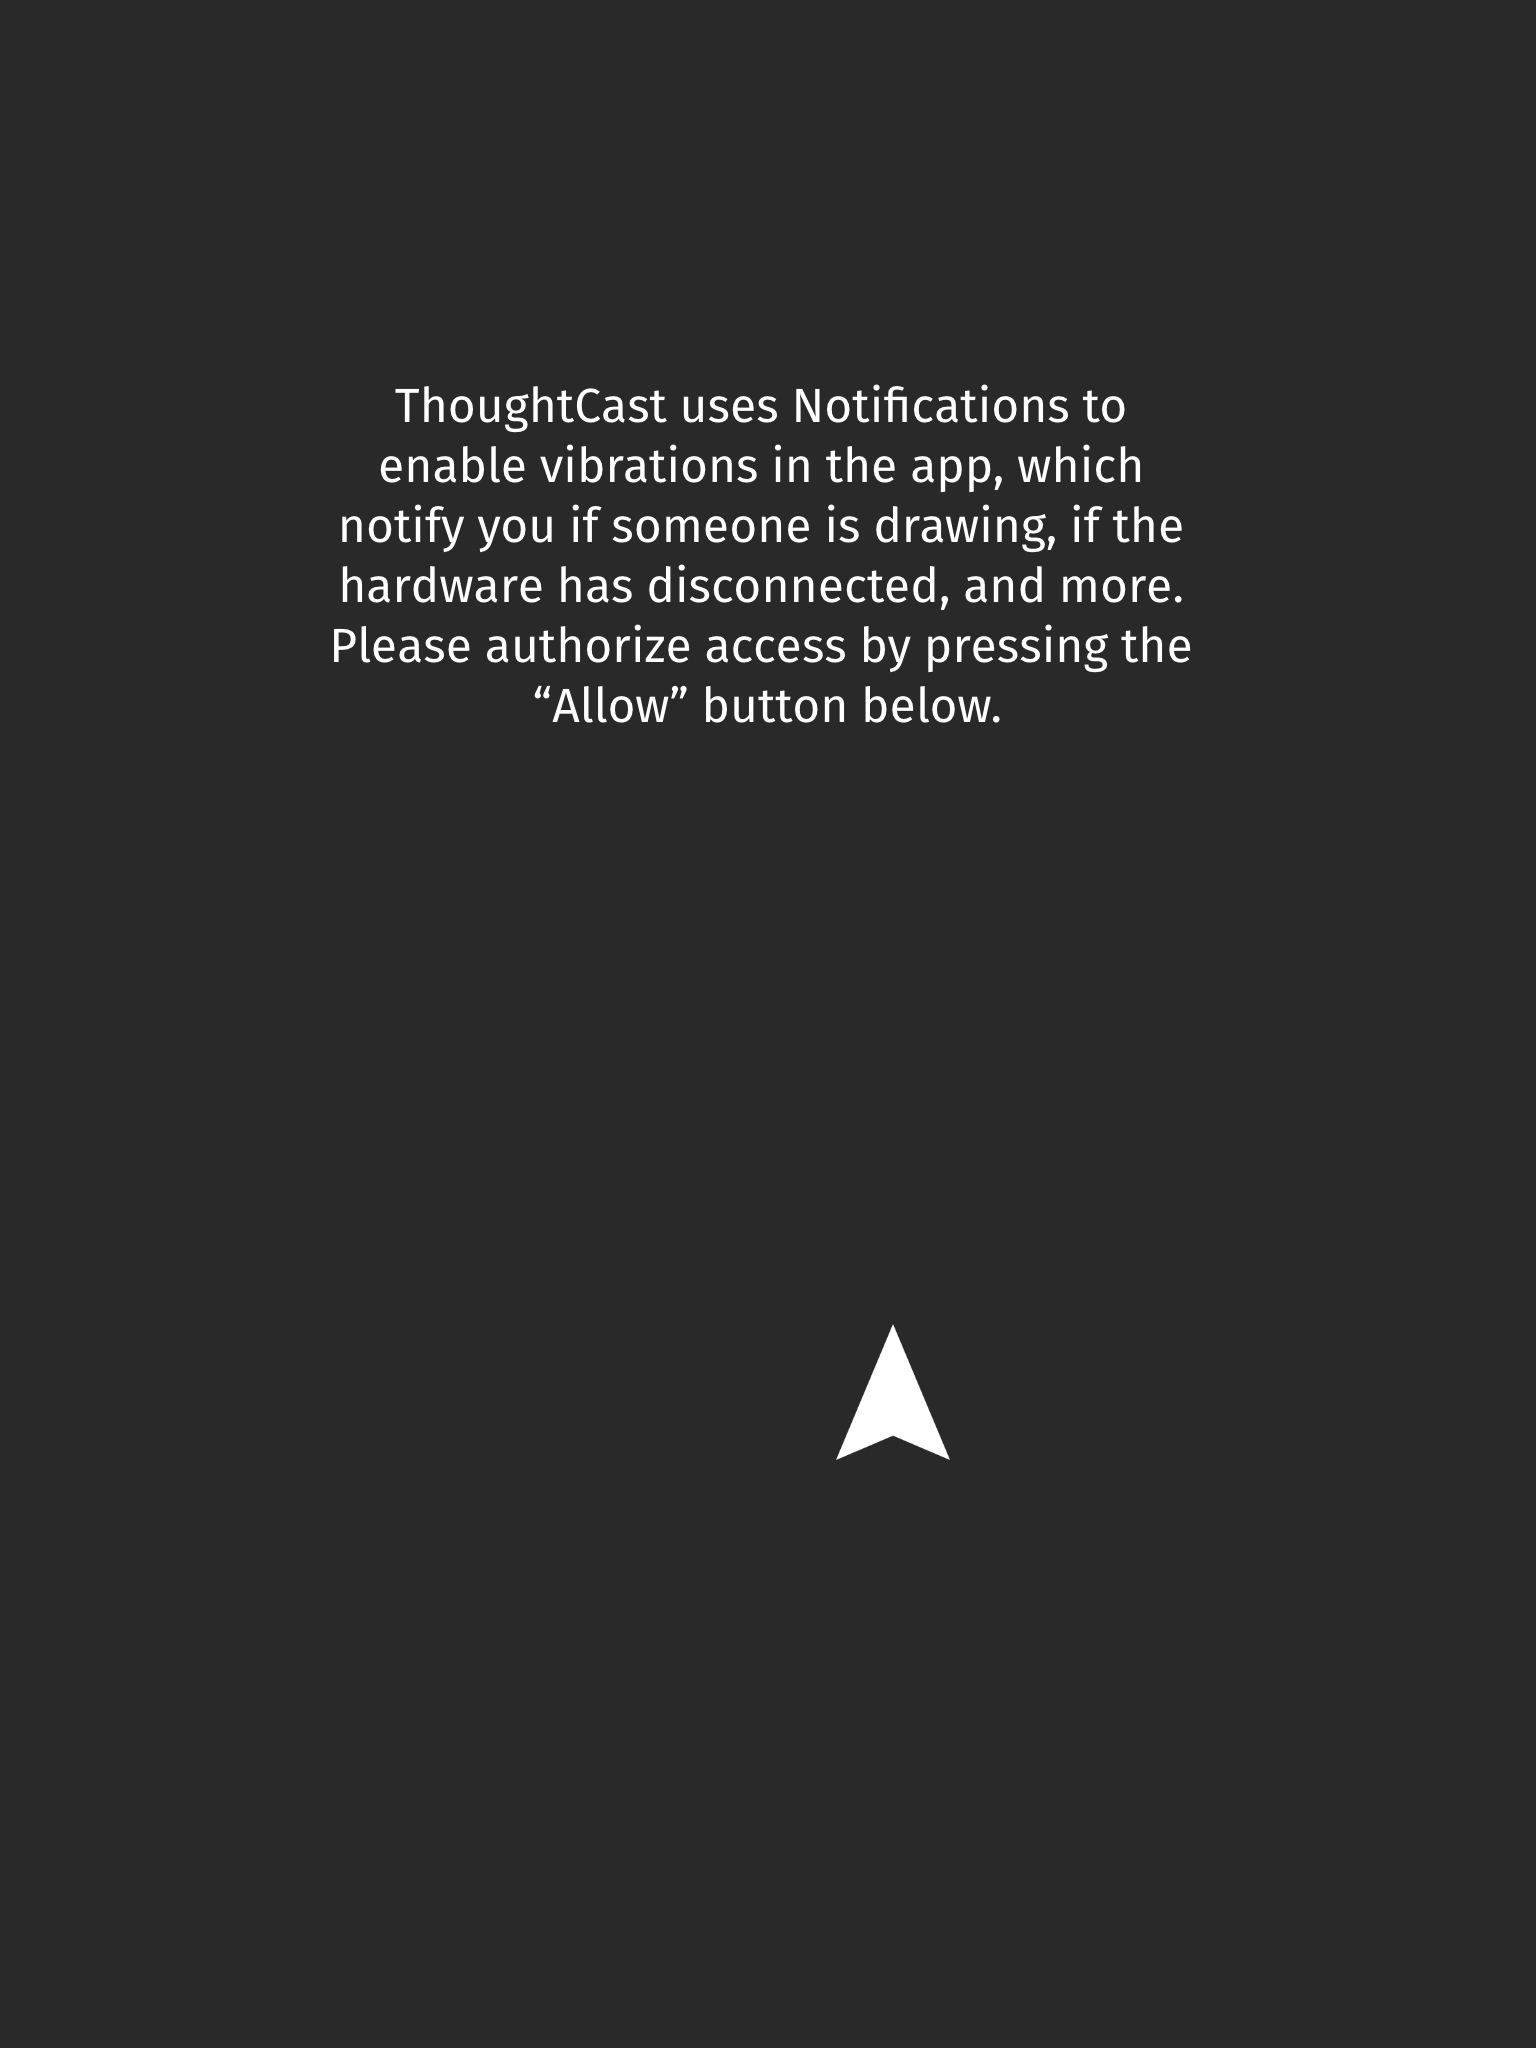 ThoughtCast uses Notifications to
enable vibrations in the app, which
notify you if someone is drawing, if the
hardware has disconnected, and more.
Please authorize access by pressing the
“Allow” button below.